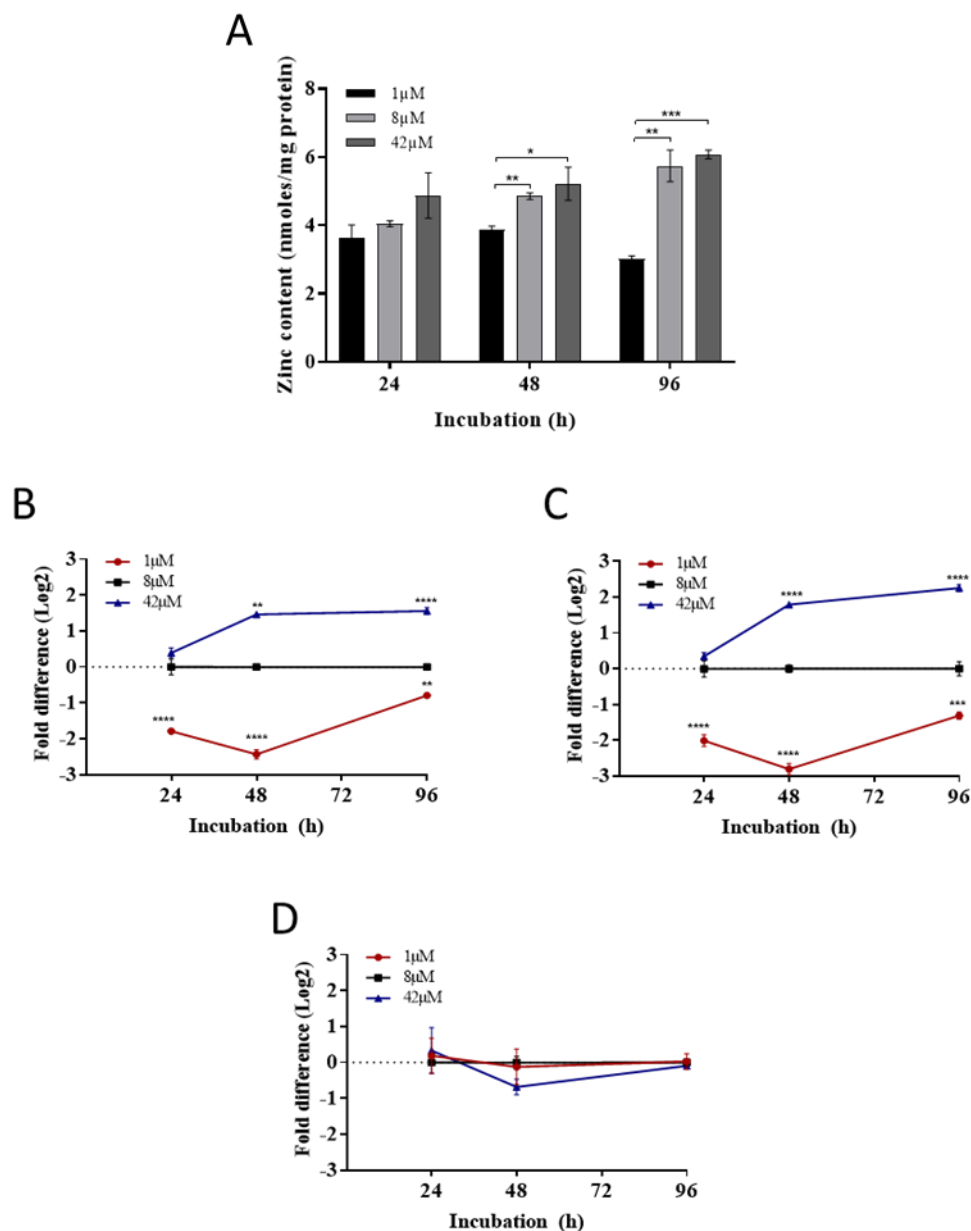 A
Zinc content (nmoles/mg protein)
8
6
4
2
0
1µM
8µM
42µM
**
*
**
***
24
48
96
Incubation (h)
B
Fold difference (Log2)
3
2
1
0
-1
-2
-3
1µM
8µM
42µM
**
****
****
****
**
24
48
72
96
Incubation (h)
C
Fold difference (Log2)
3
2
1
0
-1
-2
-3
1µM
8µM
42µM
****
****
****
****
***
24
48
72
96
Incubation (h)
D
Fold difference (Log2)
3
2
1
0
-1
-2
-3
1µM
8µM
42µM
24
48
72
96
Incubation (h)